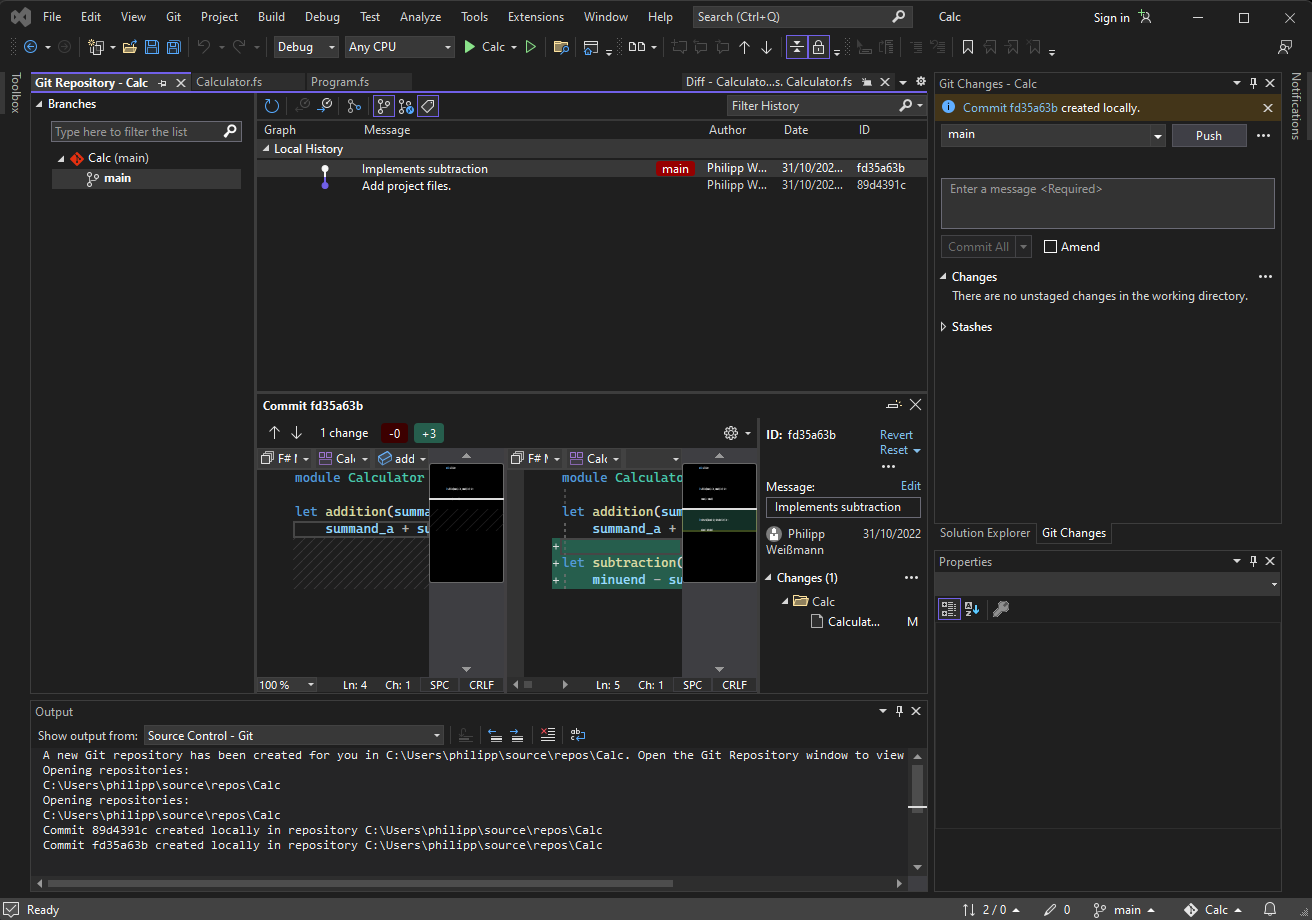 File Edit View Git Project Build Debug Test Analyze Tools Extensions Window Help Search (Ctrl+Q) Calc Sign in
Debug Any CPU Calc
Toolbox
Git Repository - Calc Calculator.fs Program.fs Diff - Calculato...s. Calculator.fs
Branches
Type here to filter the list
Calc (main)
main
Filter History
Graph Message Author Date ID
Local History
Implements subtraction main Philipp W... 31/10/202... fd35a63b
Add project files. Philipp W... 31/10/202... 89d4391c
Commit fd35a63b
1 change -0 +3
F# Calc add F# Calc
module Calculator
let addition(summa
summand_a + su
module Calculato
let addition(sum
summand_a +
+
+let subtraction(
+ minuend - su
100 % Ln: 4 Ch: 1 SPC CRLF Ln: 5 Ch: 1 SPC CRLF
ID: fd35a63b Revert
Reset
Message: Edit
Implements subtraction
Philipp Weißmann 31/10/2022
Changes (1)
Calc
Calculat... M
Git Changes - Calc
Commit fd35a63b created locally.
main Push
Enter a message <Required>
Commit All Amend
Changes
There are no unstaged changes in the working directory.
Stashes
Solution Explorer Git Changes
Properties
Notifications
Output
Show output from: Source Control - Git
A new Git repository has been created for you in C:\Users\philipp\source\repos\Calc. Open the Git Repository window to view
Opening repositories:
C:\Users\philipp\source\repos\Calc
Opening repositories:
C:\Users\philipp\source\repos\Calc
Commit 89d4391c created locally in repository C:\Users\philipp\source\repos\Calc
Commit fd35a63b created locally in repository C:\Users\philipp\source\repos\Calc
Ready 2 / 0 0 main Calc